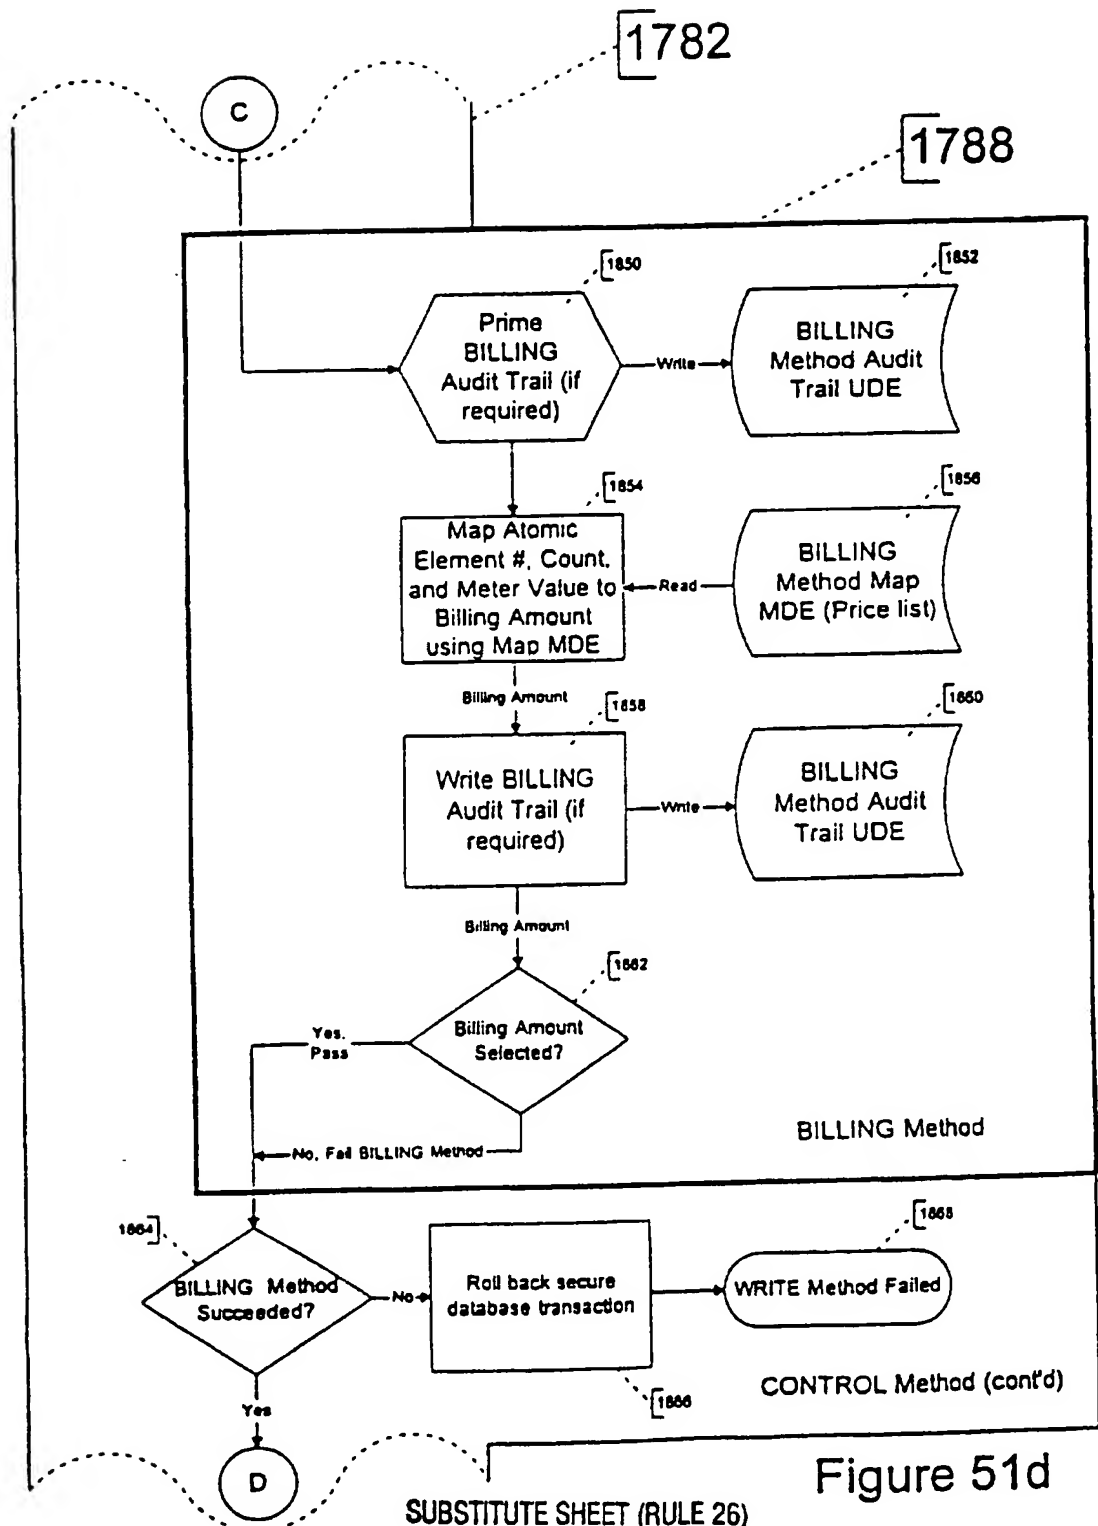 1782
C
1788
1850
Prime
BILLING
Audit Trail (if
required)
Write
1852
BILLING
Method Audit
Trail UDE
1854
Map Atomic
Element #, Count,
and Meter Value to
Billing Amount
using Map MDE
Read
1856
BILLING
Method Map
MDE (Price list)
Billing Amount
1858
Write BILLING
Audit Trail (if
required)
Write
1860
BILLING
Method Audit
Trail UDE
Billing Amount
1862
Billing Amount
Selected?
Yes,
Pass
No, Fail BILLING Method
BILLING Method
1864
BILLING Method
Succeeded?
No
Roll back secure
database transaction
1866
1868
WRITE Method Failed
CONTROL Method (cont'd)
Yes
D
Figure 51d
SUBSTITUTE SHEET (RULE 26)